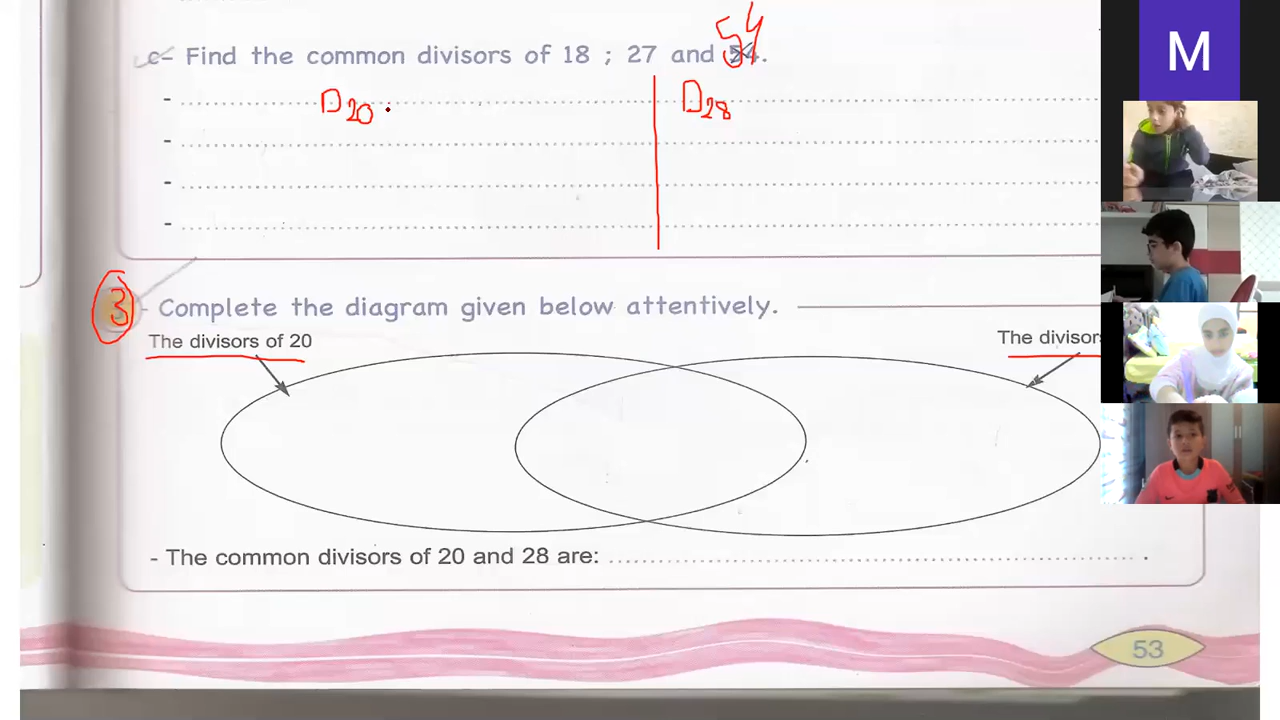 c- Find the common divisors of 18 ; 27 and 54.
54
D20
D28
3 - Complete the diagram given below attentively.
The divisors of 20
The divisors
- The common divisors of 20 and 28 are:
53
M